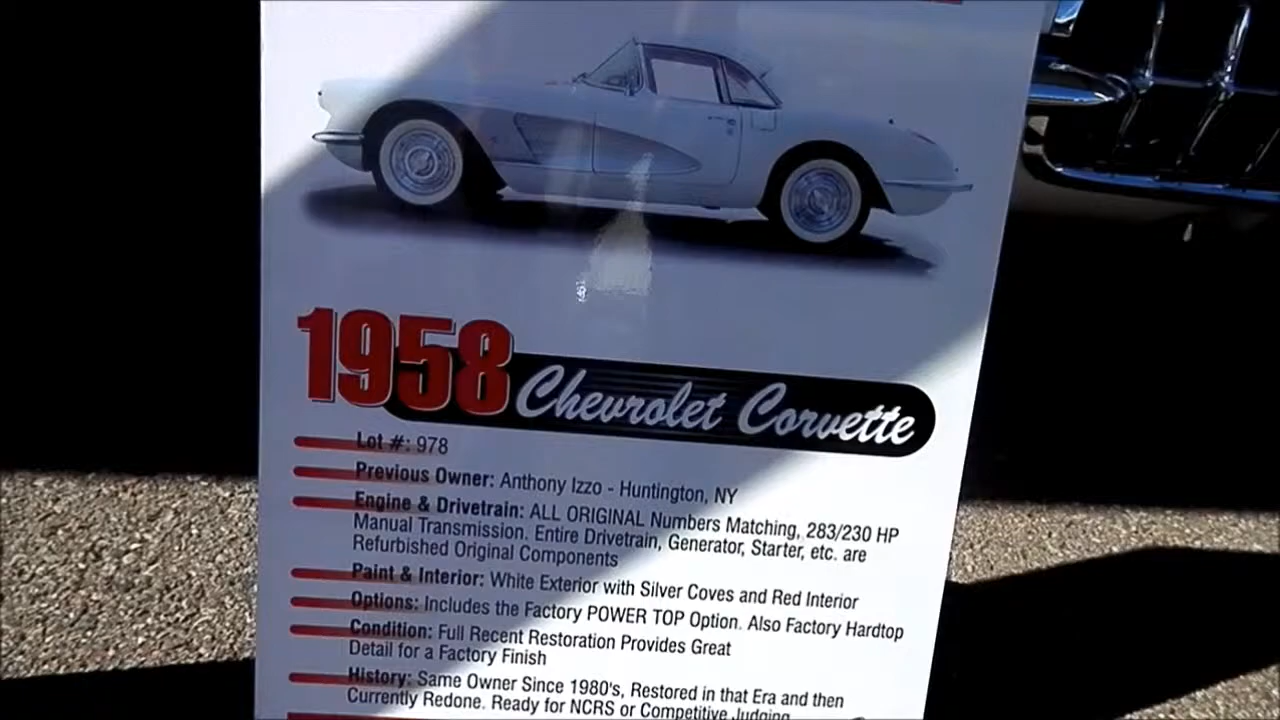 1958 Chevrolet Corvette
Lot #: 978
Previous Owner: Anthony Izzo - Huntington, NY
Engine & Drivetrain: ALL ORIGINAL Numbers Matching, 283/230 HP
Manual Transmission. Entire Drivetrain, Generator, Starter, etc. are
Refurbished Original Components
Paint & Interior: White Exterior with Silver Coves and Red Interior
Options: Includes the Factory POWER TOP Option. Also Factory Hardtop
Condition: Full Recent Restoration Provides Great
Detail for a Factory Finish
History: Same Owner Since 1980's, Restored in that Era and then
Currently Redone. Ready for NCRS or Competitive Judging